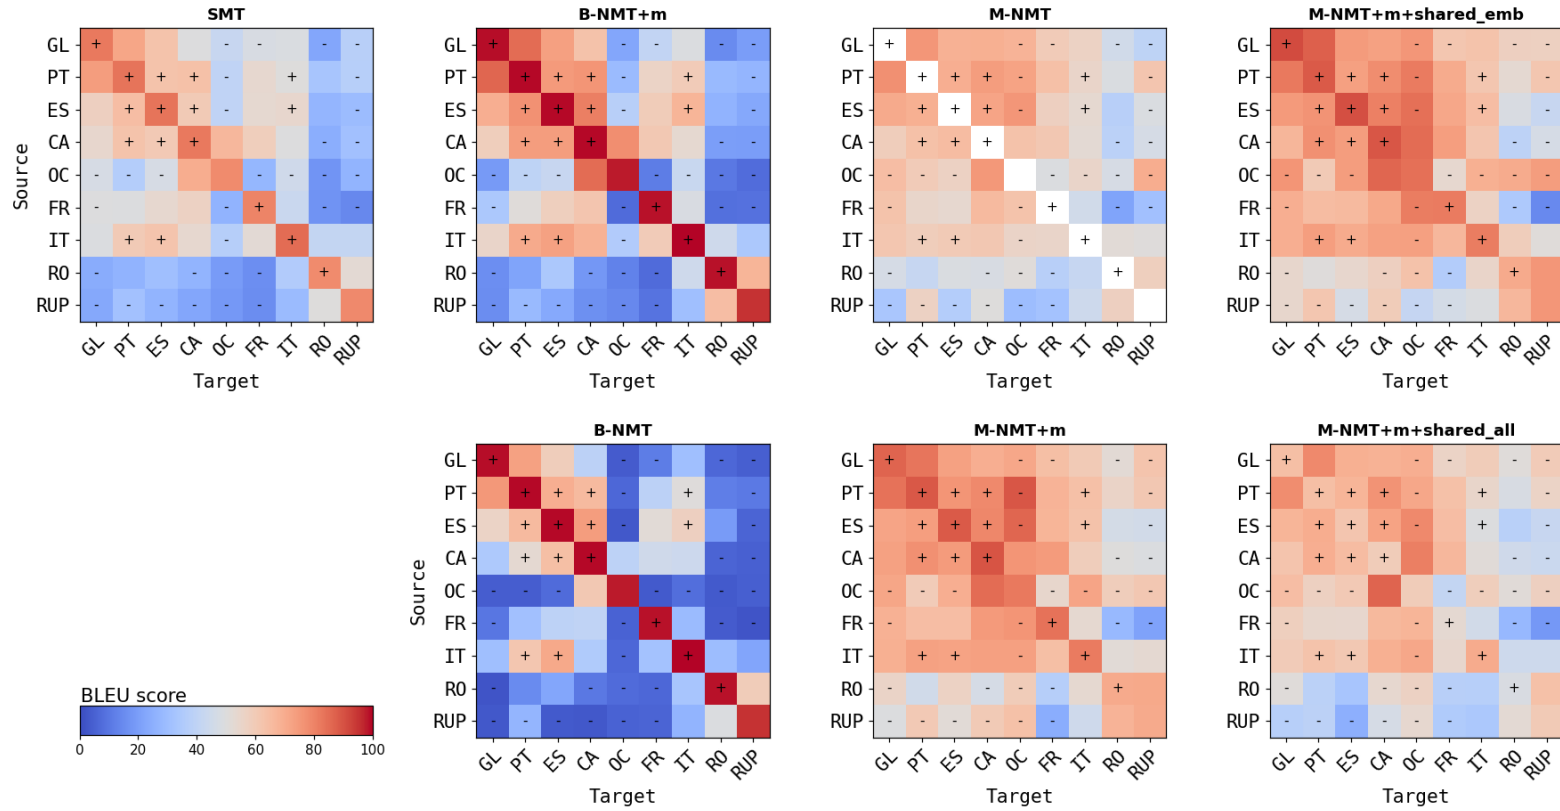 SMT
Source
GL + - - - -
PT + + + - + -
ES + + + - + -
CA + + + - -
OC - - - - - - -
FR - - + - -
IT + + - +
RO - - - - - - +
RUP - - - - - - -
GL PT ES CA OC FR IT RO RUP
Target
B-NMT+m
GL + - - - -
PT + + + - + -
ES + + + - + -
CA + + + - -
OC - - - - - - -
FR - - + - -
IT + + - +
RO - - - - - - +
RUP - - - - - - -
GL PT ES CA OC FR IT RO RUP
Target
M-NMT
GL + - - - -
PT + + + - + -
ES + + + - + -
CA + + + - -
OC - - - - - - -
FR - - + - -
IT + + - +
RO - - - - - - +
RUP - - - - - - -
GL PT ES CA OC FR IT RO RUP
Target
M-NMT+m+shared_emb
GL + - - - -
PT + + + - + -
ES + + + - + -
CA + + + - -
OC - - - - - - -
FR - - + - -
IT + + - +
RO - - - - - - +
RUP - - - - - - -
GL PT ES CA OC FR IT RO RUP
Target
BLEU score
0 20 40 60 80 100
B-NMT
Source
GL + - - - -
PT + + + - + -
ES + + + - + -
CA + + + - -
OC - - - - - - -
FR - - + - -
IT + + - +
RO - - - - - - +
RUP - - - - - - -
GL PT ES CA OC FR IT RO RUP
Target
M-NMT+m
GL + - - - -
PT + + + - + -
ES + + + - + -
CA + + + - -
OC - - - - - - -
FR - - + - -
IT + + - +
RO - - - - - - +
RUP - - - - - - -
GL PT ES CA OC FR IT RO RUP
Target
M-NMT+m+shared_all
GL + - - - -
PT + + + - + -
ES + + + - + -
CA + + + - -
OC - - - - - - -
FR - - + - -
IT + + - +
RO - - - - - - +
RUP - - - - - - -
GL PT ES CA OC FR IT RO RUP
Target